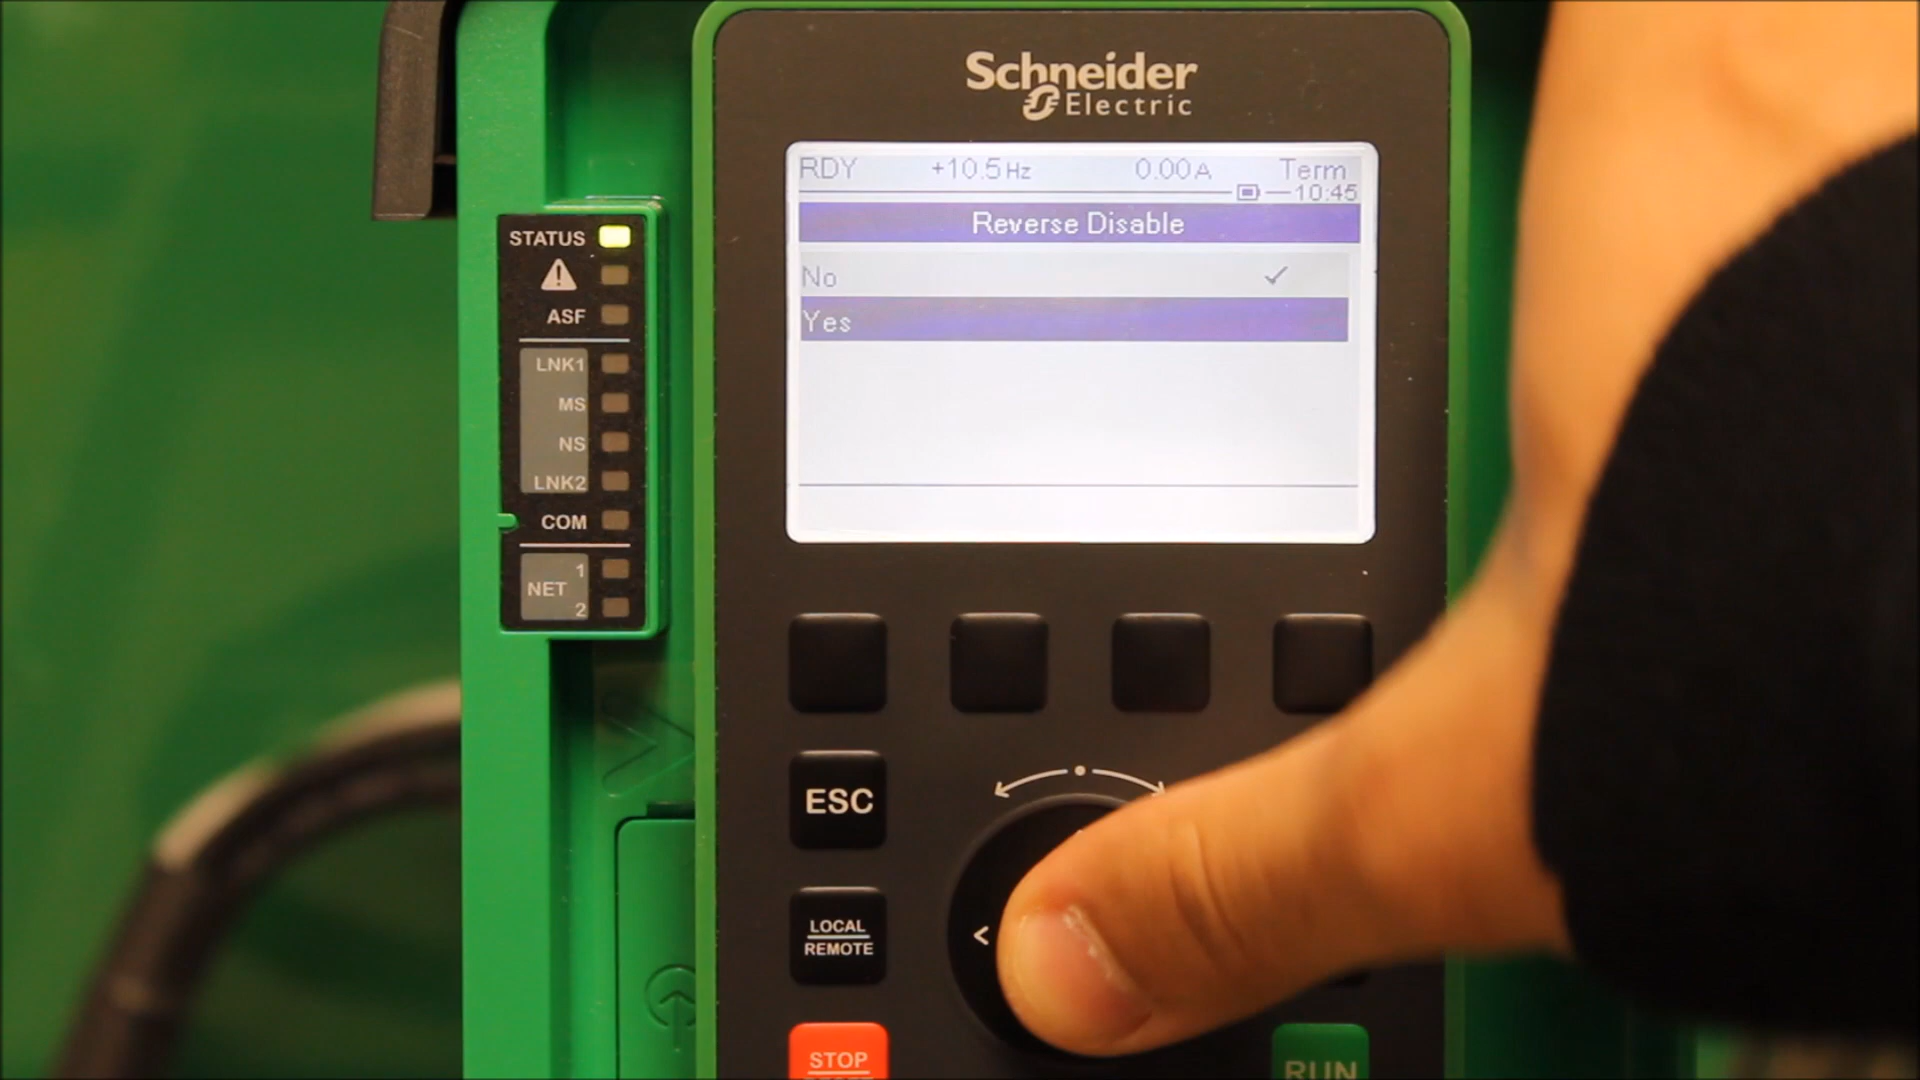 Schneider
Electric
RDY +10.5Hz 0.00A Term
10:45
Reverse Disable
No ✓
Yes
STATUS
ASF
LNK1
MS
NS
LNK2
COM
NET 1
2
ESC
LOCAL
REMOTE
<
STOP
RUN